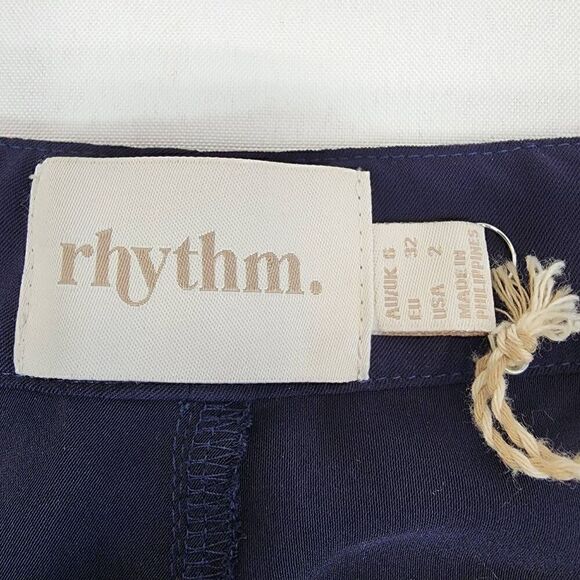 rhythm.
AU/UK 6
EU 32
USA 2
MADE IN
PHILIPPINES